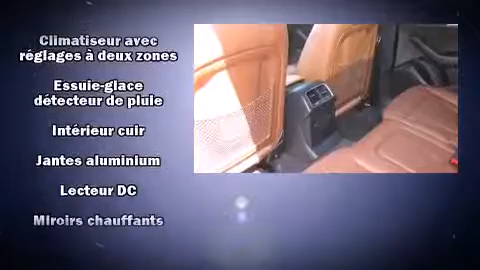 Climatiseur avec
réglages à deux zones
Essuie-glace
détecteur de pluie
Intérieur cuir
Jantes aluminium
Lecteur DC
Miroirs chauffants